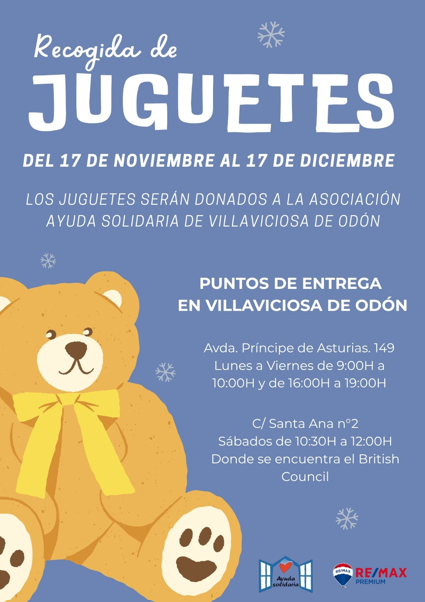 Recogida de
JUGUETES
DEL 17 DE NOVIEMBRE AL 17 DE DICIEMBRE
LOS JUGUETES SERÁN DONADOS A LA ASOCIACIÓN
AYUDA SOLIDARIA DE VILLAVICIOSA DE ODÓN
PUNTOS DE ENTREGA
EN VILLAVICIOSA DE ODÓN
Avda. Príncipe de Asturias. 149
Lunes a Viernes de 9:00H a
10:00H y de 16:00H a 19:00H
C/ Santa Ana nº2
Sábados de 10:30H a 12:00H
Donde se encuentra el British
Council
Ayuda
solidaria
RE/MAX
RE/MAX
PREMIUM